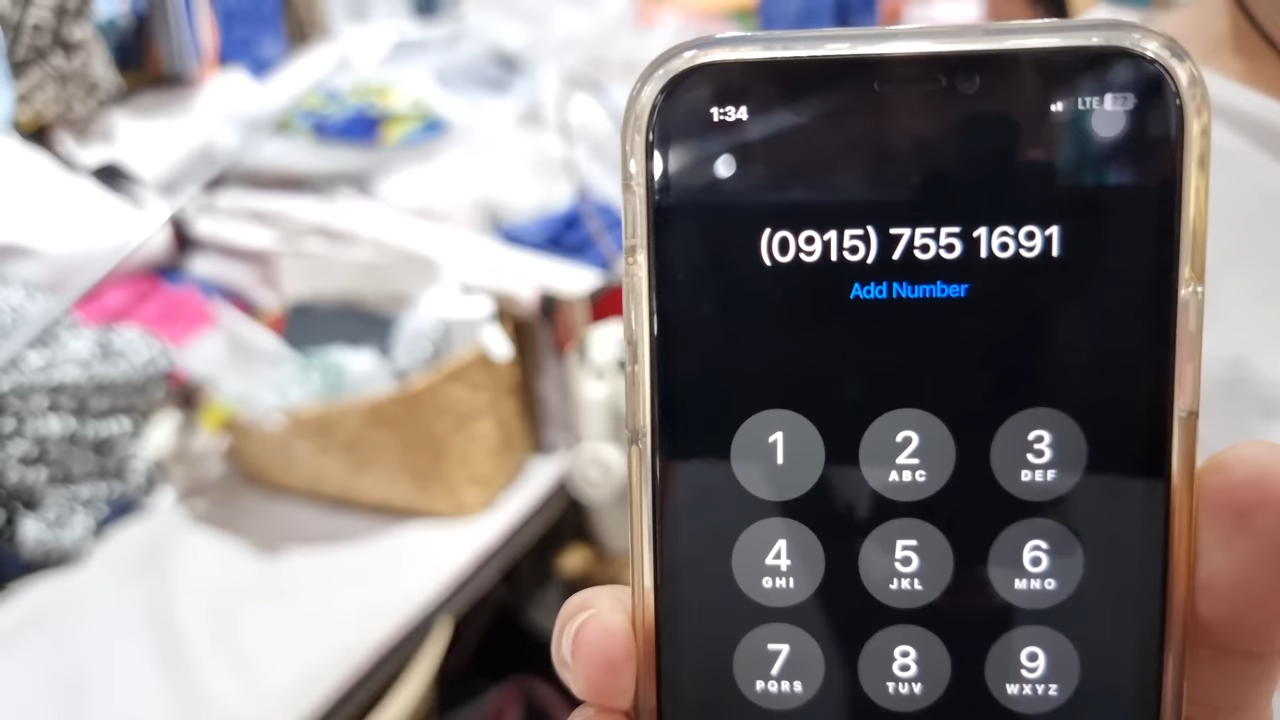 1:34
LTE 22
(0915) 755 1691
Add Number
1 2 3
ABC DEF
4 5 6
GHI JKL MNO
7 8 9
PQRS TUV WXYZ